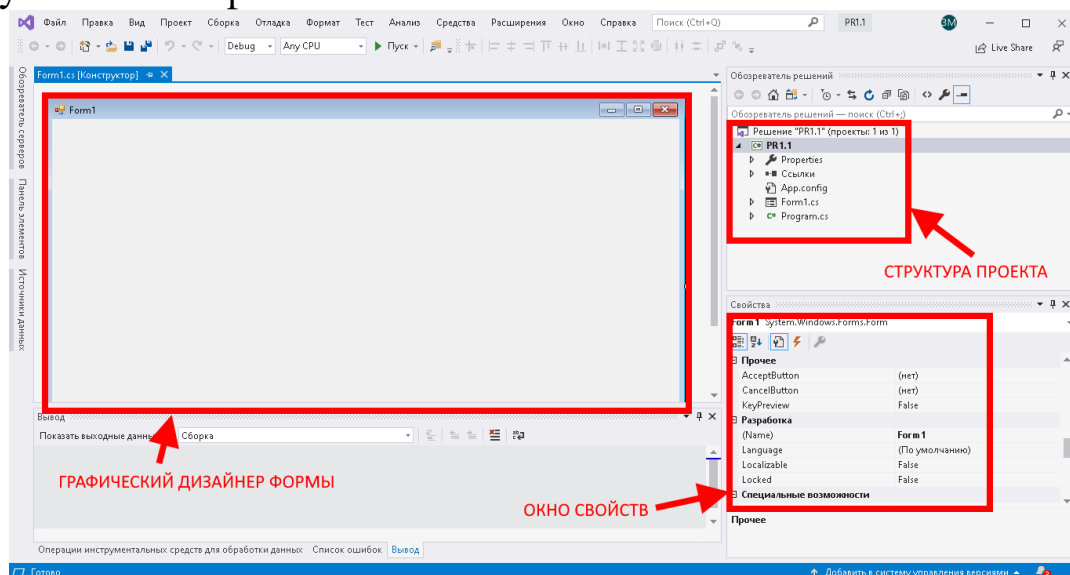 Файл Правка Вид Проект Сборка Отладка Формат Тест Анализ Средства Расширения Окно Справка Поиск (Ctrl+Q) PR1.1 ЗМ
Debug Any CPU Пуск Live Share
Обозреватель серверов
Панель элементов
Источники данных
Form1.cs [Конструктор]
Form1
Обозреватель решений
Обозреватель решений — поиск (Ctrl+;)
Решение "PR1.1" (проекты: 1 из 1)
PR1.1
Properties
Ссылки
App.config
Form1.cs
Program.cs
СТРУКТУРА ПРОЕКТА
Свойства
Form1 System.Windows.Forms.Form
Прочее
AcceptButton (нет)
CancelButton (нет)
KeyPreview False
Разработка
(Name) Form1
Language (По умолчанию)
Localizable False
Locked False
Специальные возможности
Прочее
Вывод
Показать выходные данные Сборка
ГРАФИЧЕСКИЙ ДИЗАЙНЕР ФОРМЫ
ОКНО СВОЙСТВ
Операции инструментальных средств для обработки данных Список ошибок Вывод
Готово Добавить в систему управления версиями